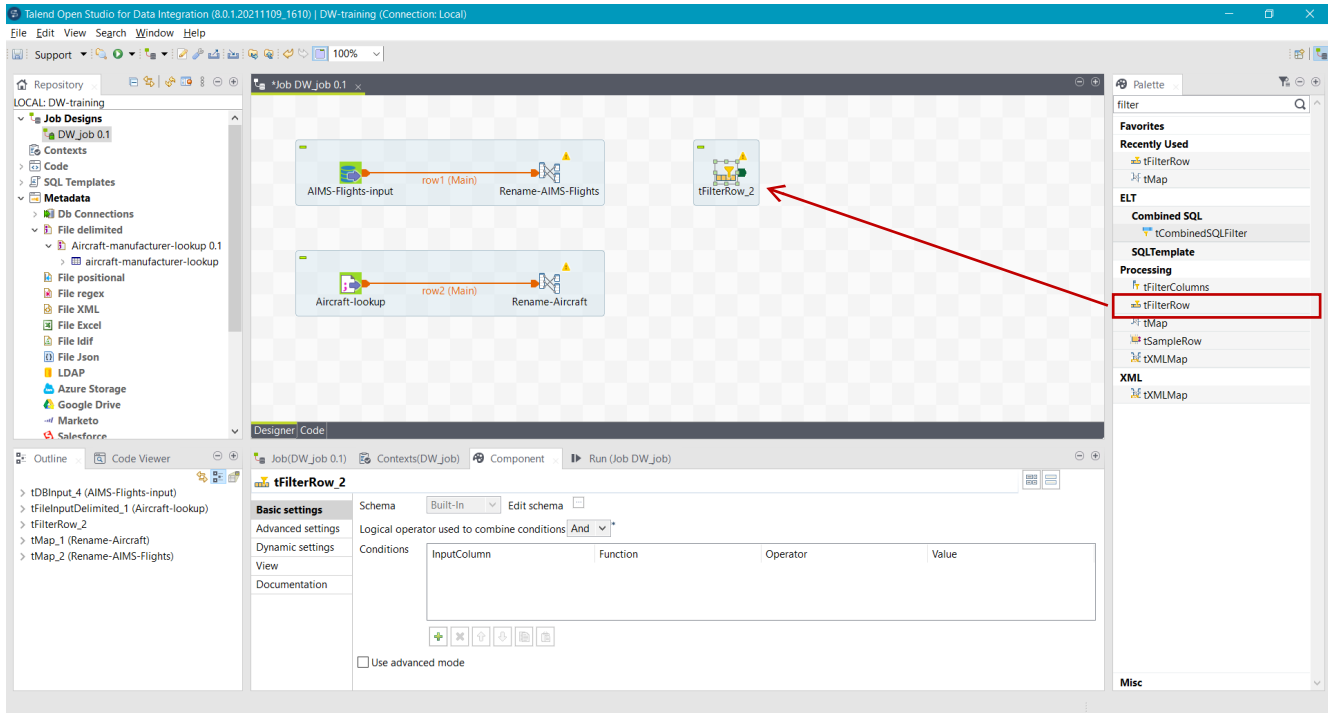 Talend Open Studio for Data Integration (8.0.1.20211109_1610) | DW-training (Connection: Local)
File Edit View Search Window Help
Support 100%
Repository
LOCAL: DW-training
Job Designs
DW_job 0.1
Contexts
Code
SQL Templates
Metadata
Db Connections
File delimited
Aircraft-manufacturer-lookup 0.1
aircraft-manufacturer-lookup
File positional
File regex
File XML
File Excel
File ldif
File Json
LDAP
Azure Storage
Google Drive
Marketo
Salesforce
*Job DW_job 0.1
row1 (Main)
AIMS-Flights-input
Rename-AIMS-Flights
tFilterRow_2
row2 (Main)
Aircraft-lookup
Rename-Aircraft
Designer Code
Palette
filter
Favorites
Recently Used
tFilterRow
tMap
ELT
Combined SQL
tCombinedSQLFilter
SQLTemplate
Processing
tFilterColumns
tFilterRow
tMap
tSampleRow
tXMLMap
XML
tXMLMap
Misc
Outline Code Viewer
tDBInput_4 (AIMS-Flights-input)
tFileInputDelimited_1 (Aircraft-lookup)
tFilterRow_2
tMap_1 (Rename-Aircraft)
tMap_2 (Rename-AIMS-Flights)
Job(DW_job 0.1) Contexts(DW_job) Component Run (Job DW_job)
tFilterRow_2
Basic settings
Advanced settings
Dynamic settings
View
Documentation
Schema Built-In Edit schema ...
Logical operator used to combine conditions And *
Conditions
InputColumn Function Operator Value
Use advanced mode